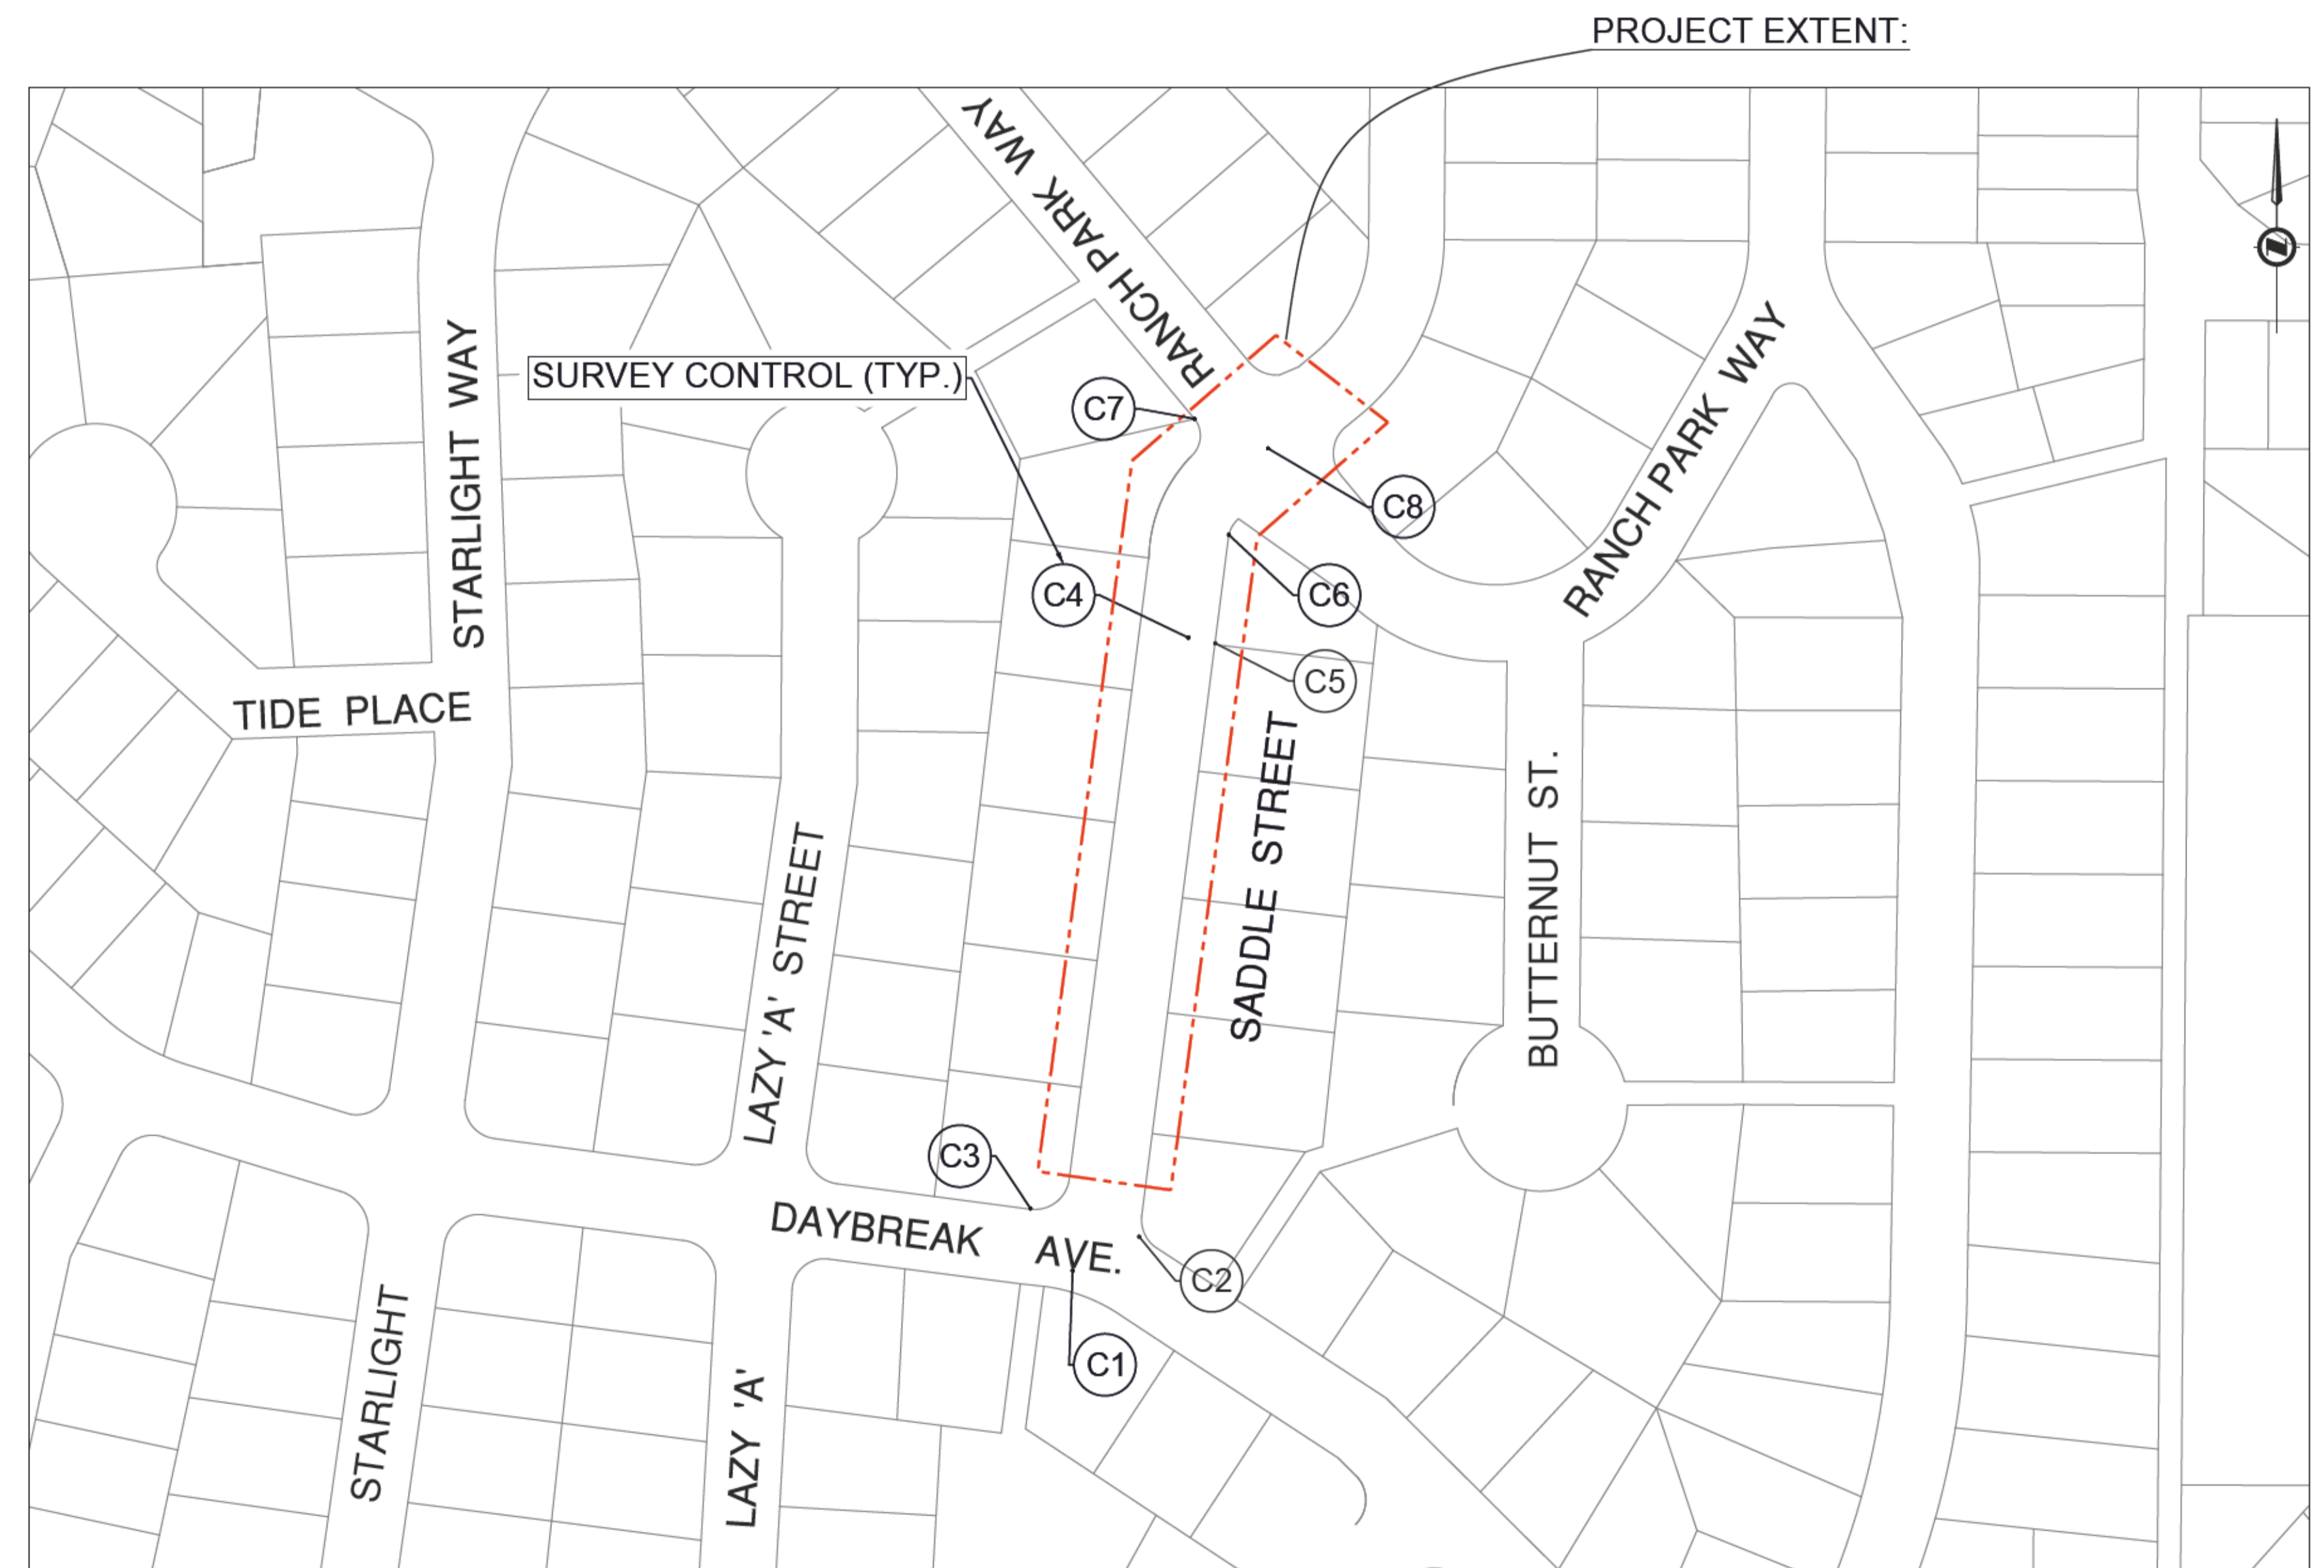 PROJECT EXTENT:
RANCH PARK WAY
SURVEY CONTROL (TYP.)
STARLIGHT WAY
C7
C8
RANCH PARK WAY
C4
C6
C5
TIDE PLACE
SADDLE STREET
BUTTERNUT ST.
LAZY 'A' STREET
C3
DAYBREAK AVE.
C2
C1
STARLIGHT
LAZY 'A'
N